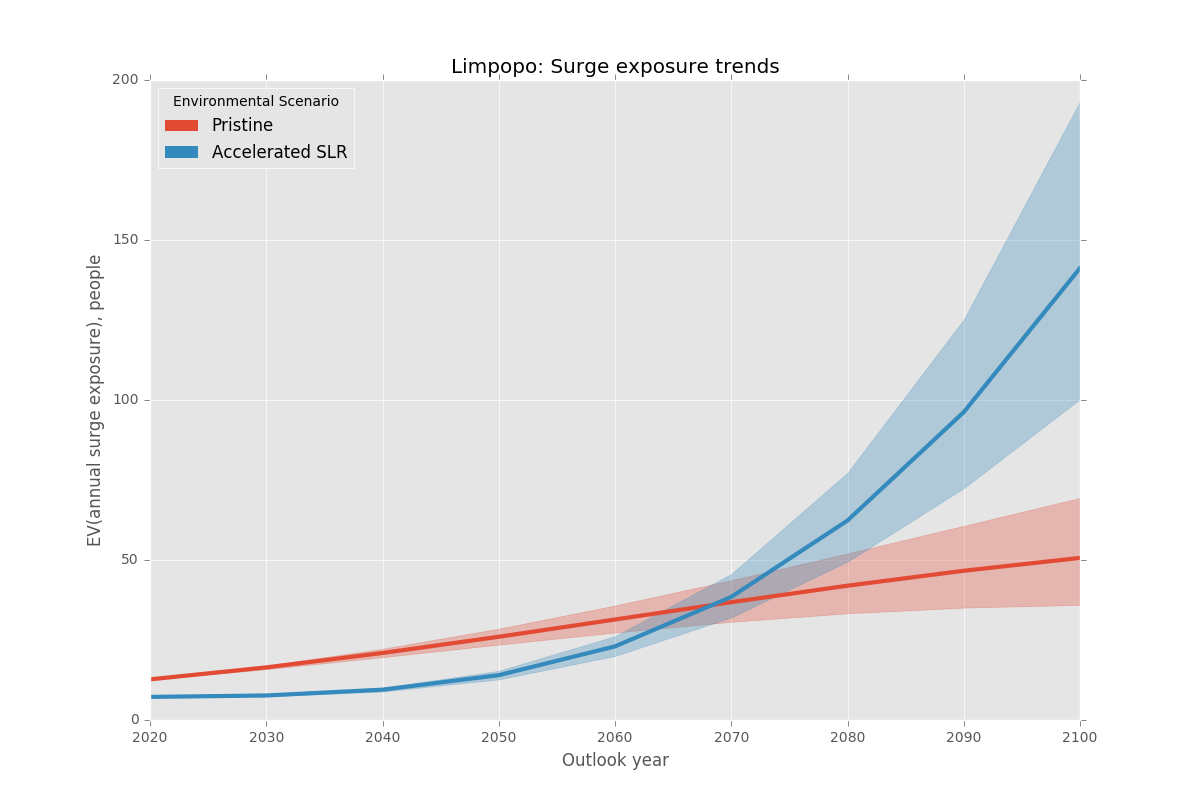 Limpopo: Surge exposure trends
Environmental Scenario
Pristine
Accelerated SLR
EV(annual surge exposure), people
200
150
100
50
0
2020 2030 2040 2050 2060 2070 2080 2090 2100
Outlook year